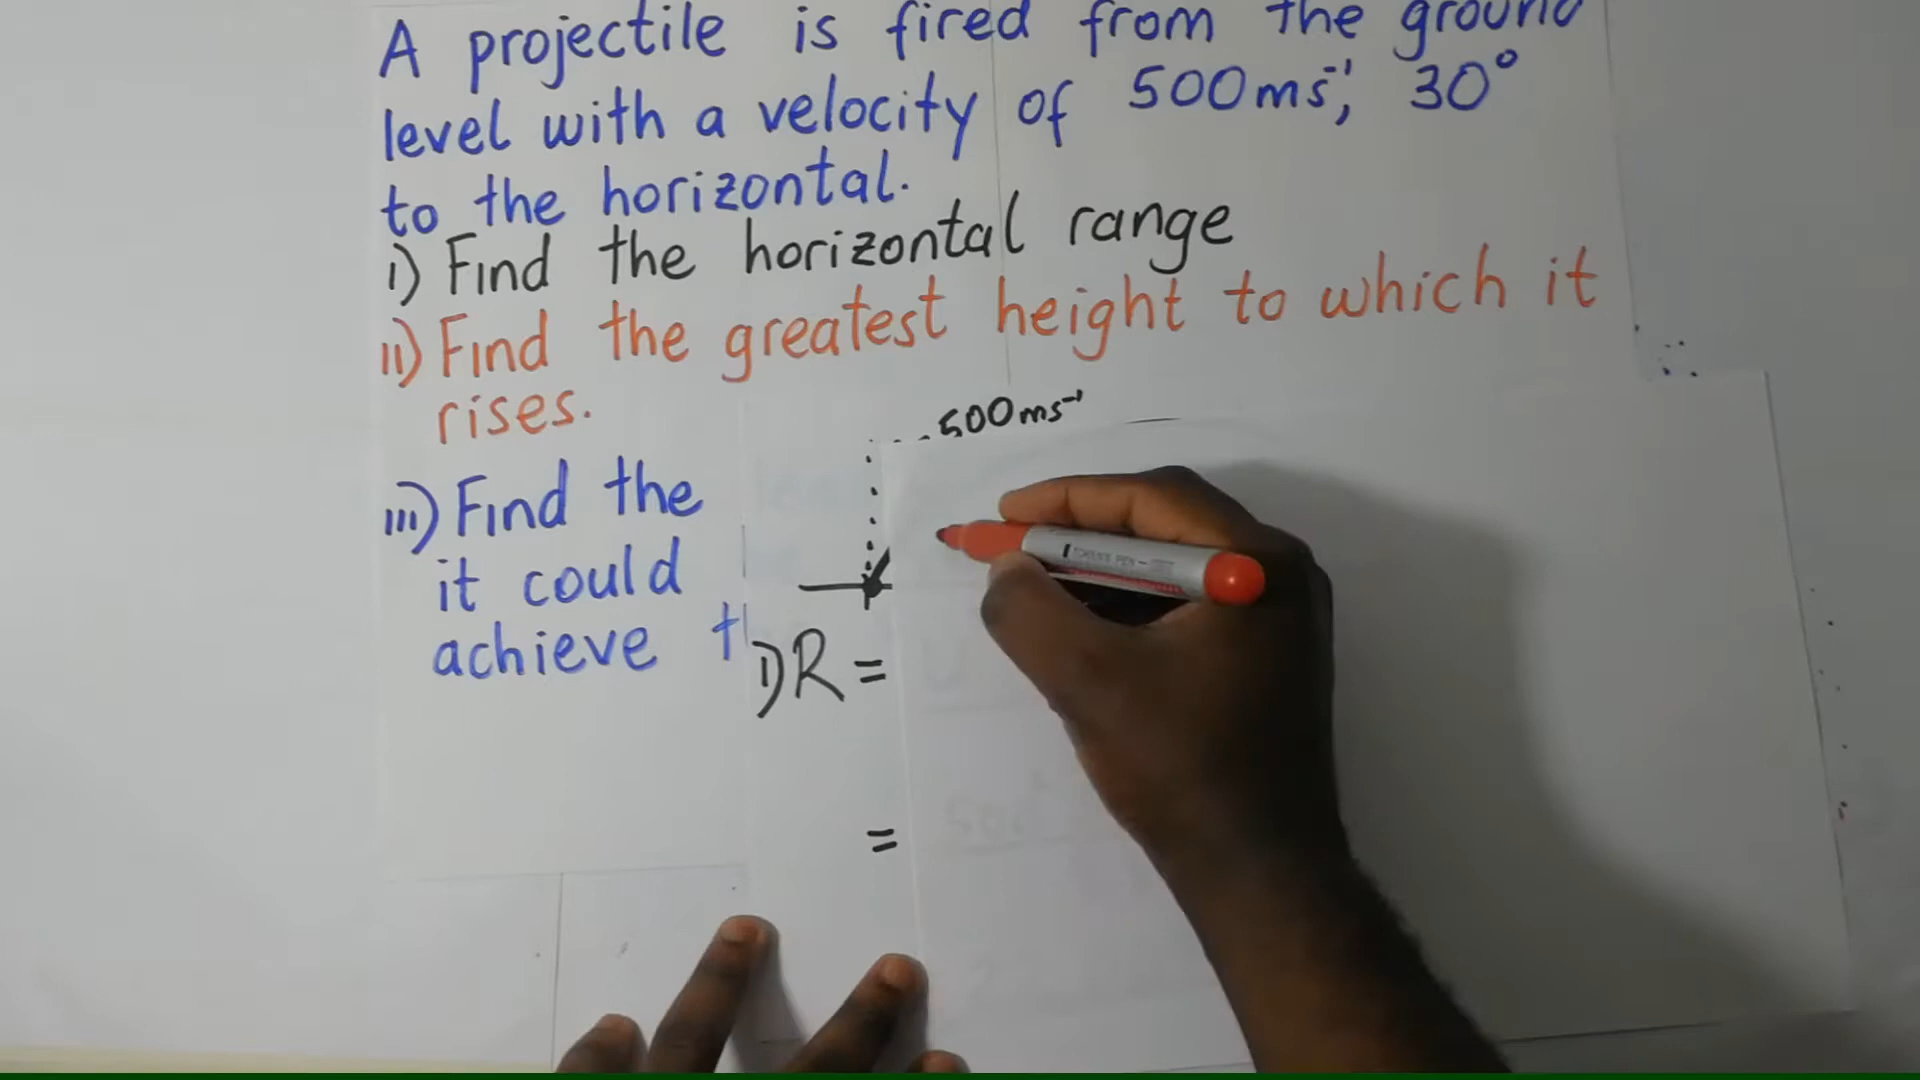 A projectile is fired from the ground
level with a velocity of 500ms⁻¹, 30°
to the horizontal.
i) Find the horizontal range
ii) Find the greatest height to which it
rises.
500ms⁻¹
iii) Find the
it could
achieve
i) R =
=